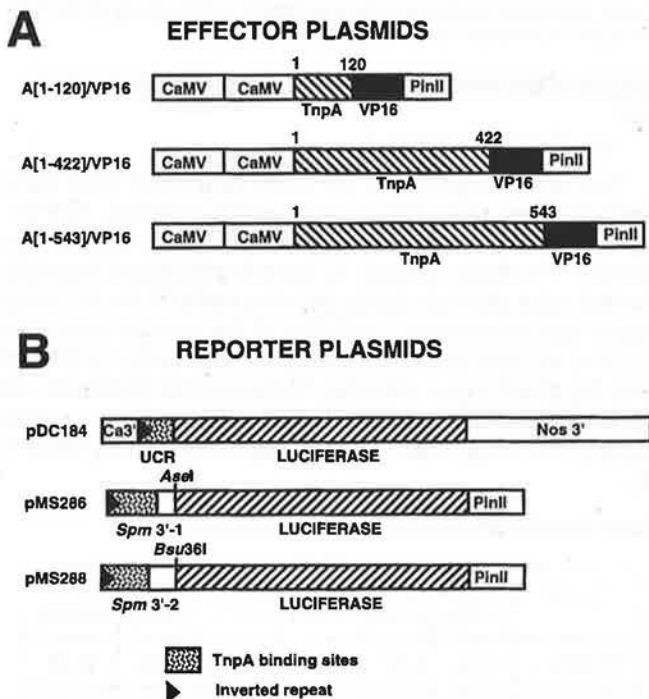 A EFFECTOR PLASMIDS
1 120
A[1-120]/VP16 CaMV CaMV PinII
TnpA VP16
1 422
A[1-422]/VP16 CaMV CaMV PinII
TnpA VP16
1 543
A[1-543]/VP16 CaMV CaMV PinII
TnpA VP16
B REPORTER PLASMIDS
pDC184 Ca3' Nos 3'
UCR LUCIFERASE
AseI
pMS286 PinII
Spm 3'-1 LUCIFERASE
Bsu36I
pMS288 PinII
Spm 3'-2 LUCIFERASE
TnpA binding sites
Inverted repeat